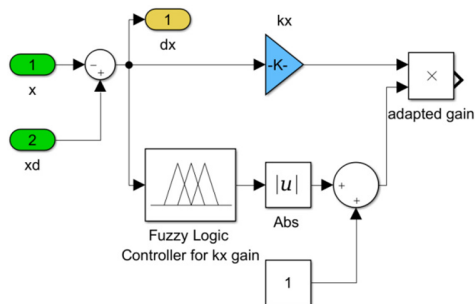 1
dx
kx
1
x
-
+
-K-
×
adapted gain
2
xd
|u|
+
+
Fuzzy Logic
Controller for kx gain
Abs
1